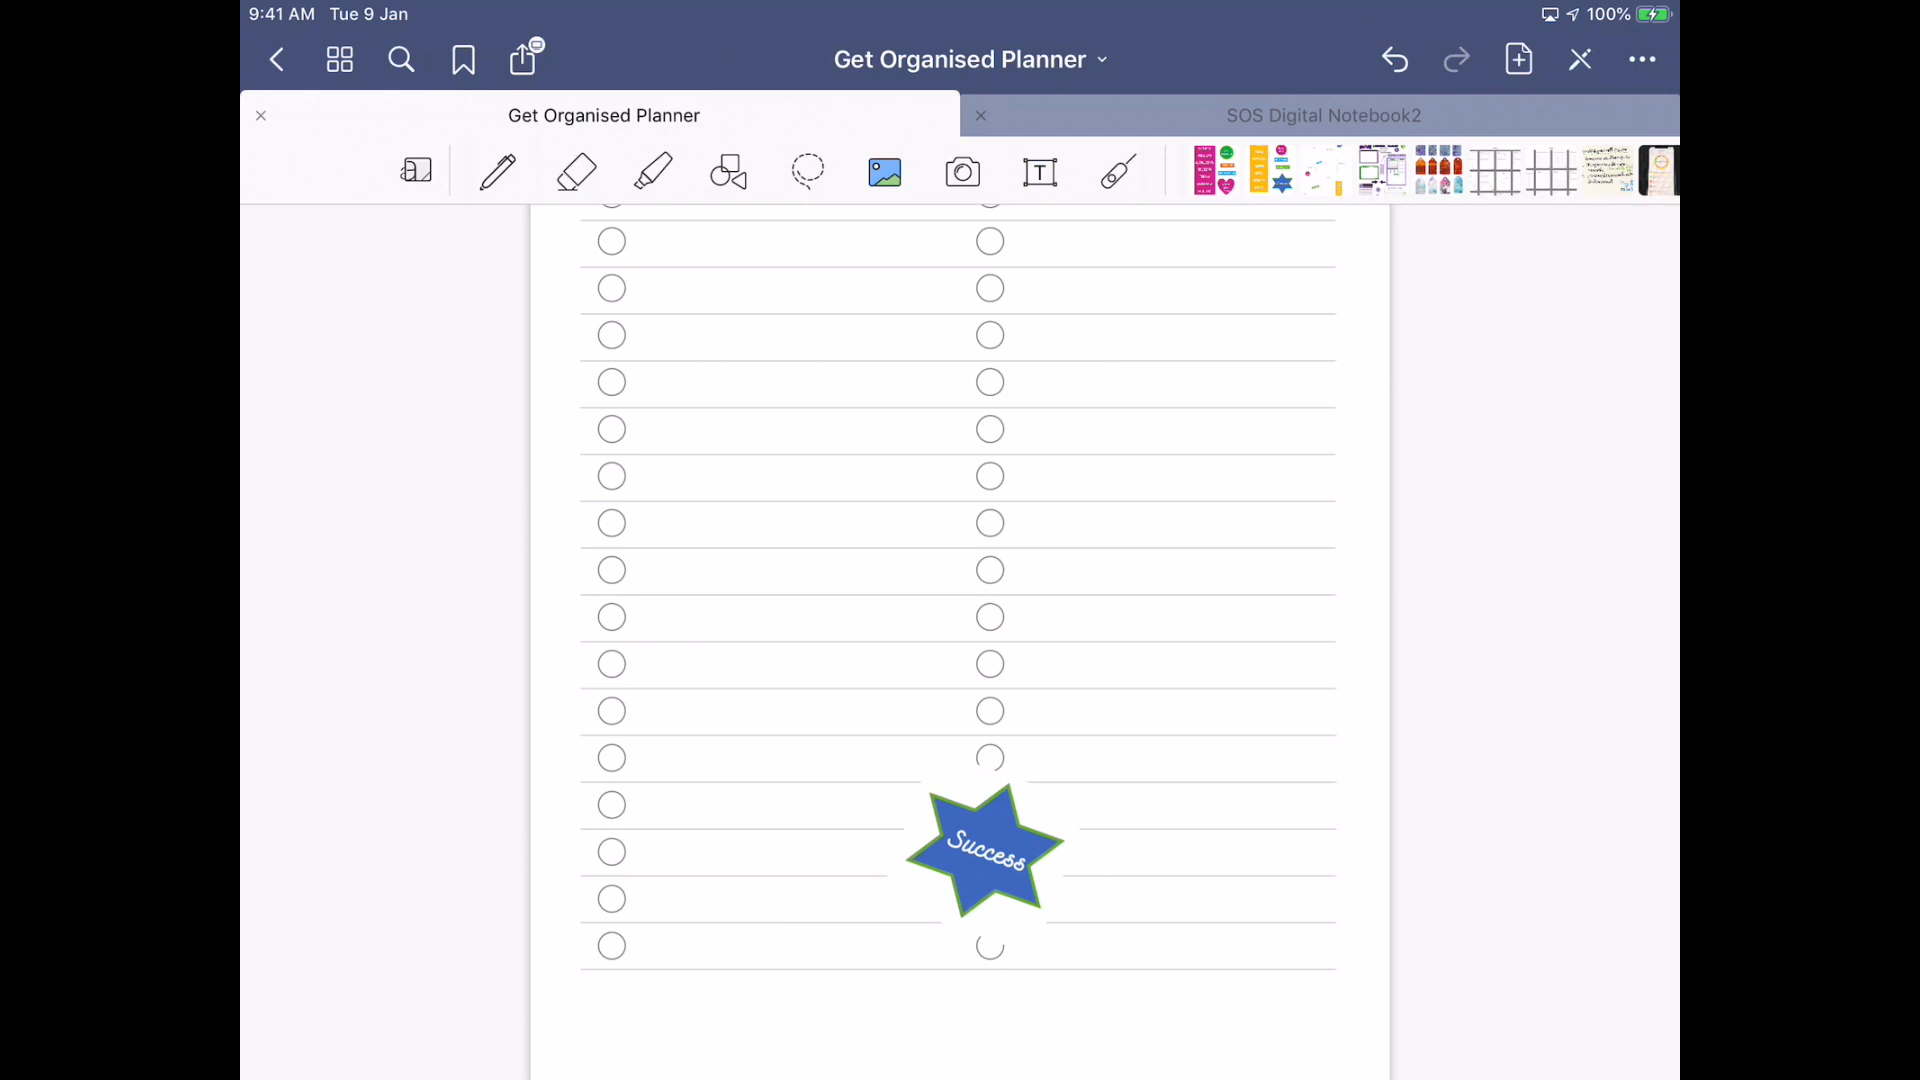 9:41 AM Tue 9 Jan
100%
Get Organised Planner
Get Organised Planner
SOS Digital Notebook2
T
Success